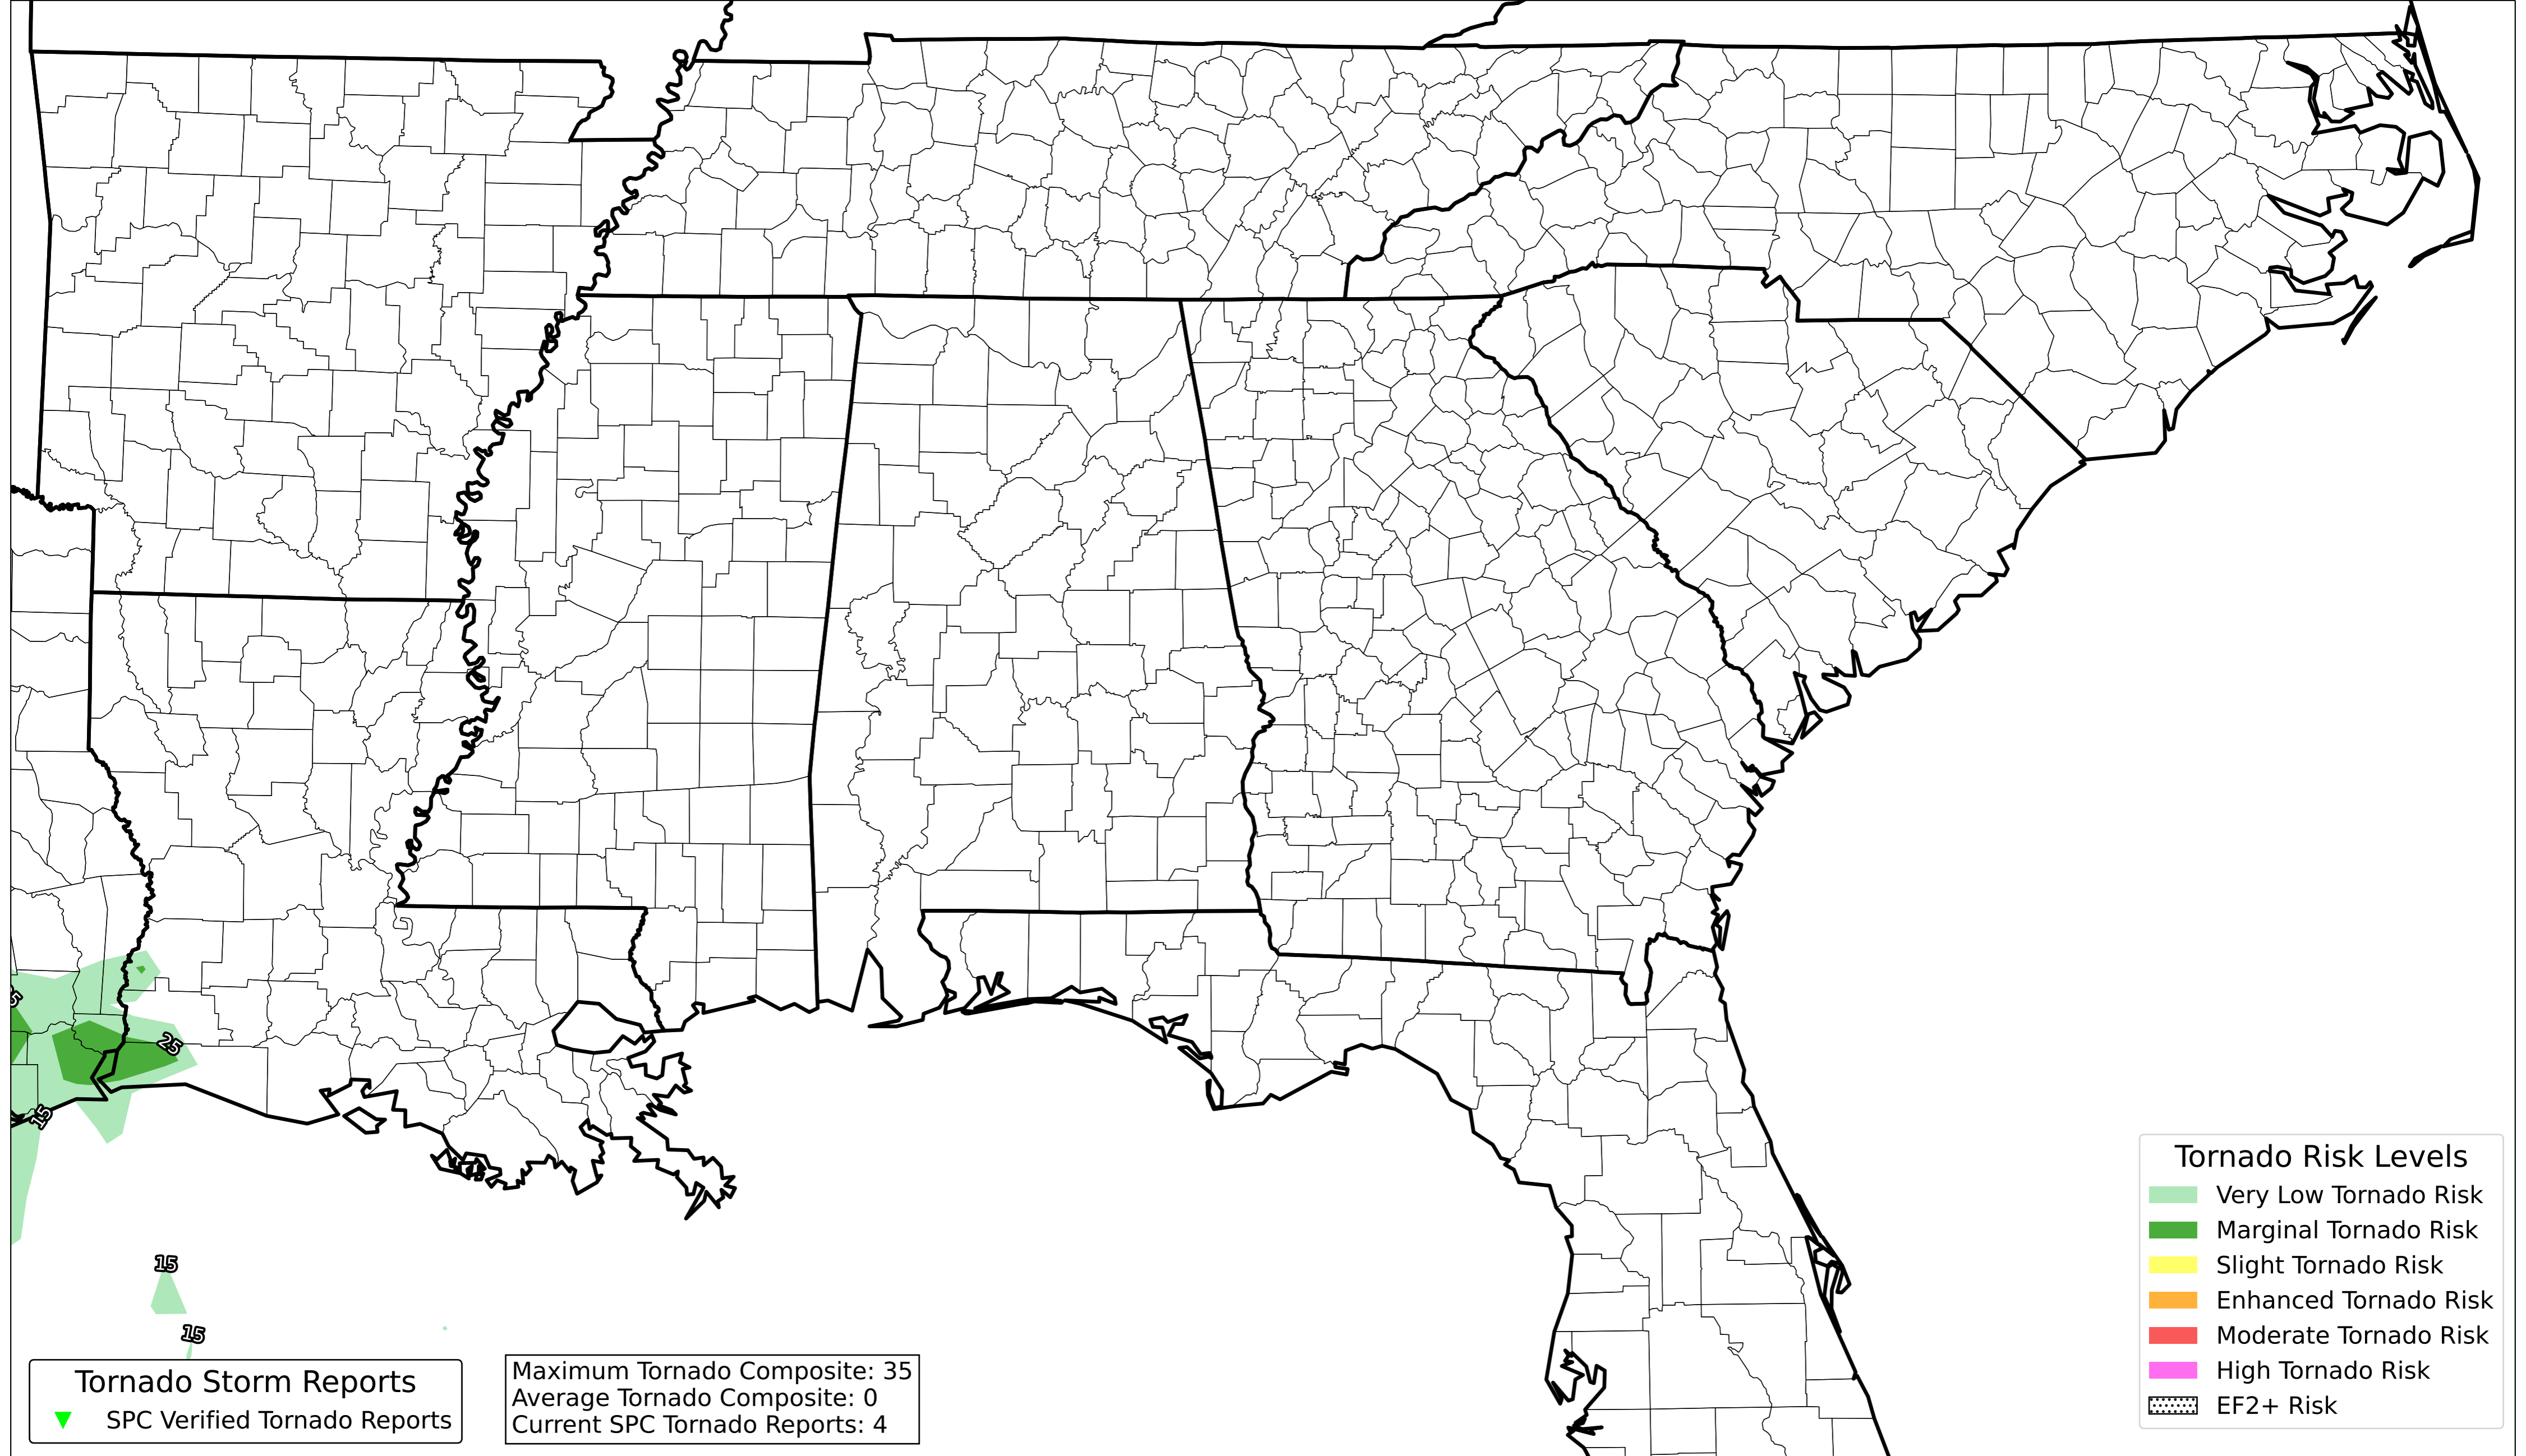 25
15
15
15
Tornado Storm Reports
SPC Verified Tornado Reports
Maximum Tornado Composite: 35
Average Tornado Composite: 0
Current SPC Tornado Reports: 4
Tornado Risk Levels
Very Low Tornado Risk
Marginal Tornado Risk
Slight Tornado Risk
Enhanced Tornado Risk
Moderate Tornado Risk
High Tornado Risk
EF2+ Risk